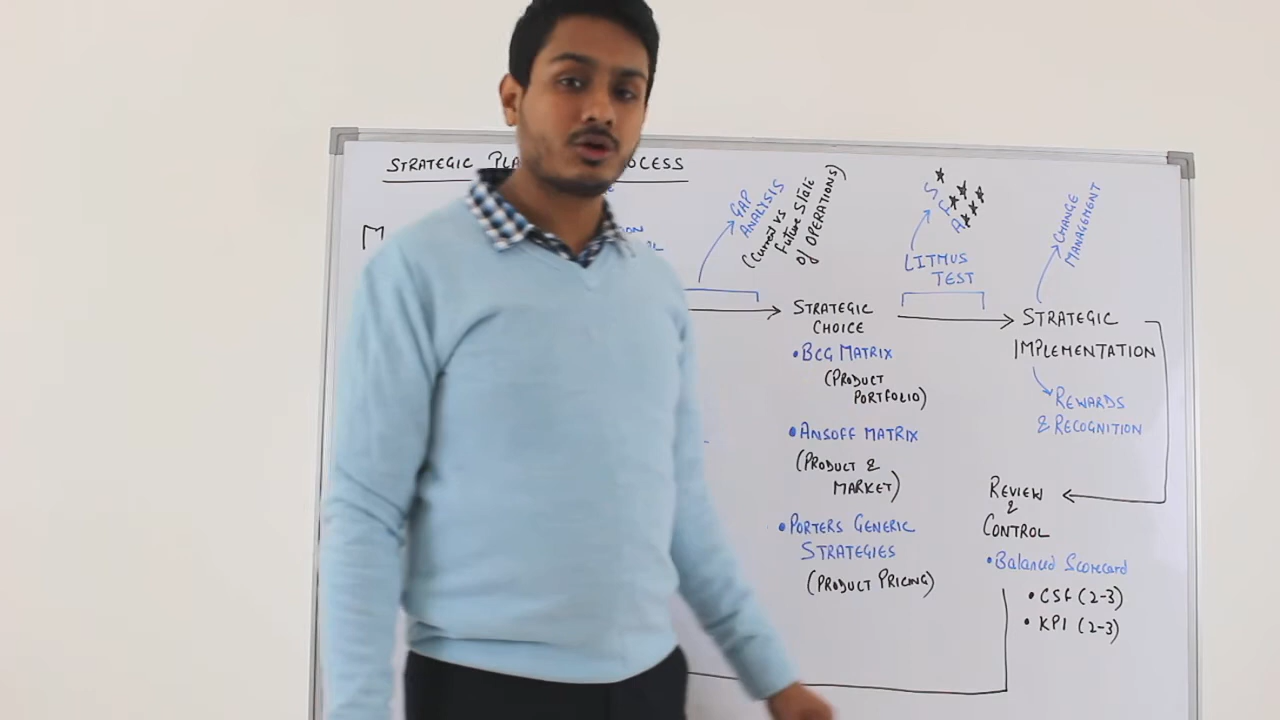 STRATEGIC PLA OCESS
M
GAP
ANALYSIS
(Current vs
Future State
of OPERATIONS)
S
F
A
LITMUS
TEST
CHANGE
MANAGEMENT
STRATEGIC
CHOICE
• BCG MATRIX
(PRODUCT
PORTFOLIO)
• ANSOFF MATRIX
(PRODUCT &
MARKET)
• PORTERS GENERIC
STRATEGIES
(PRODUCT PRICING)
STRATEGIC
IMPLEMENTATION
REWARDS
& RECOGNITION
REVIEW
&
CONTROL
• Balanced Scorecard
• CSF (2-3)
• KPI (2-3)